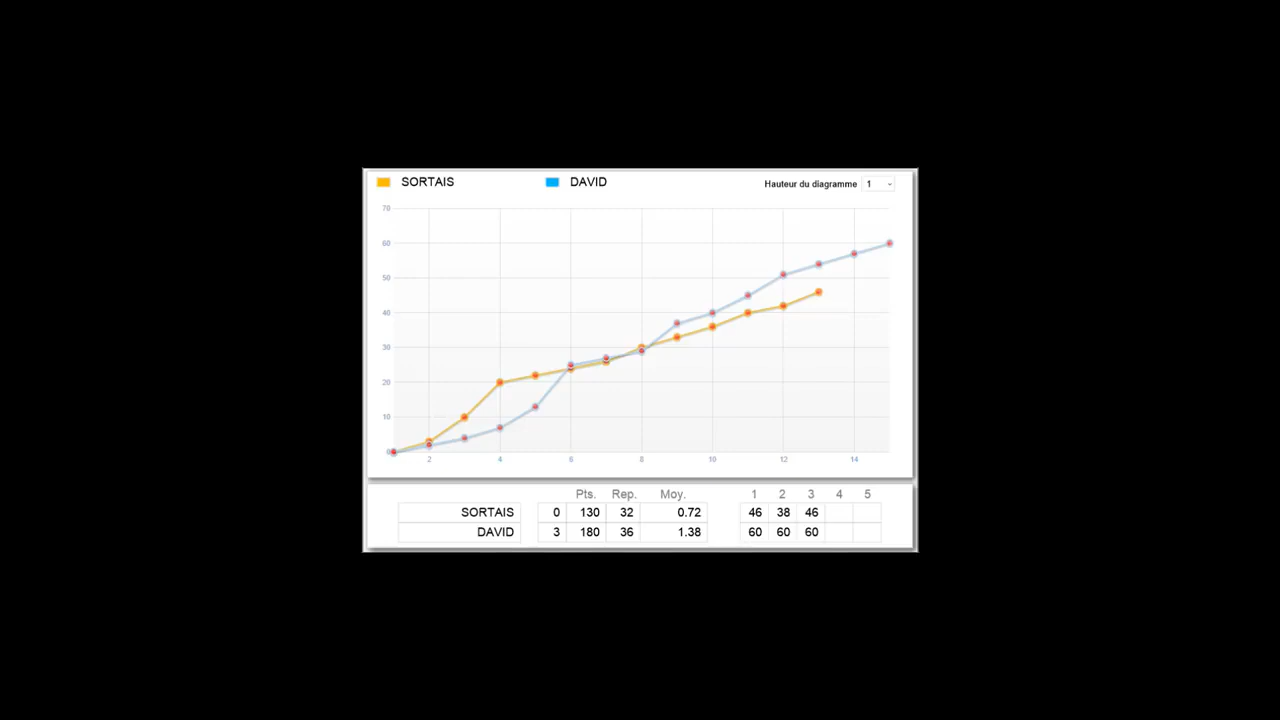 SORTAIS DAVID Hauteur du diagramme 1
70
60
50
40
30
20
10
0
2 4 6 8 10 12 14
Pts. Rep. Moy. 1 2 3 4 5
SORTAIS 0 130 32 0.72 46 38 46
DAVID 3 180 36 1.38 60 60 60